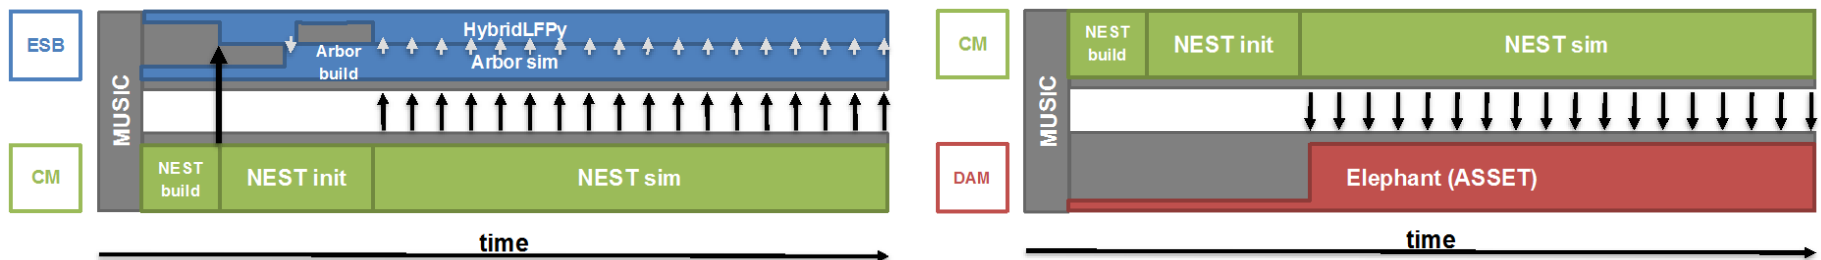 ESB
MUSIC
HybridLFPy
Arbor
build
Arbor sim
CM
NEST
build
NEST init
NEST sim
time
CM
MUSIC
NEST
build
NEST init
NEST sim
DAM
Elephant (ASSET)
time